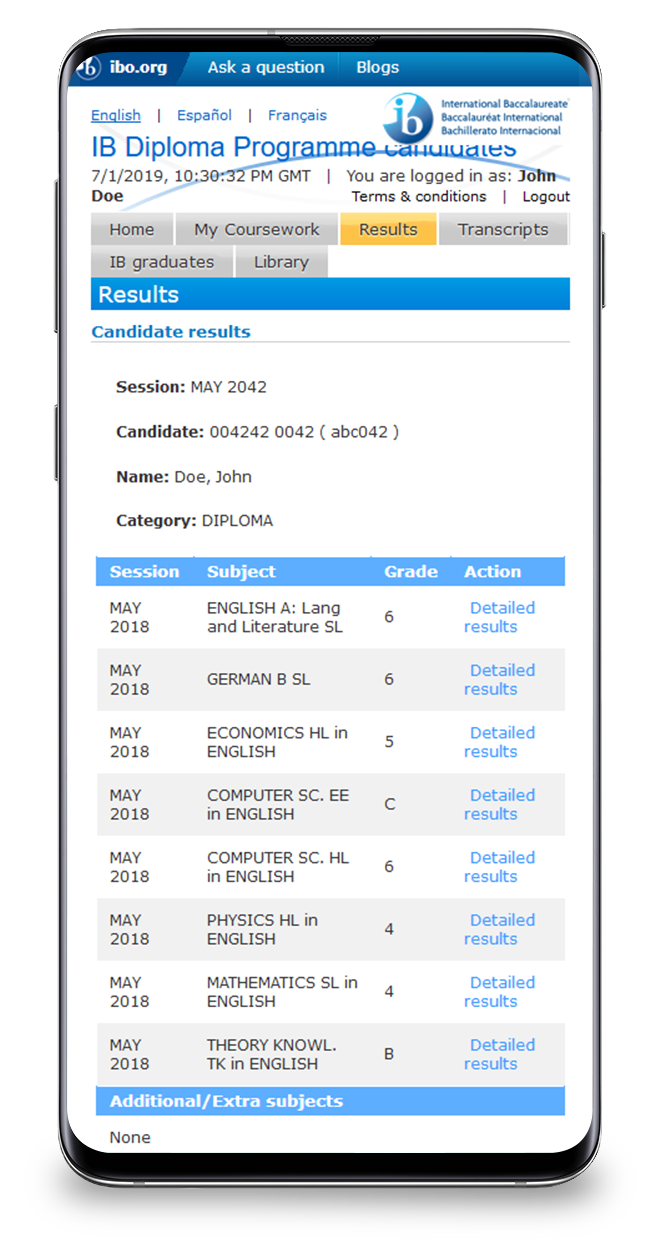 ibo.org Ask a question Blogs
English | Español | Français
International Baccalaureate
Baccalauréat International
Bachillerato Internacional
ib
IB Diploma Programme candidates
7/1/2019, 10:30:32 PM GMT | You are logged in as: John
Doe Terms & conditions | Logout
Home My Coursework Results Transcripts
IB graduates Library
Results
Candidate results
Session: MAY 2042
Candidate: 004242 0042 ( abc042 )
Name: Doe, John
Category: DIPLOMA
Session Subject Grade Action
MAY ENGLISH A: Lang Detailed
2018 and Literature SL 6 results
MAY Detailed
2018 GERMAN B SL 6 results
MAY ECONOMICS HL in Detailed
2018 ENGLISH 5 results
MAY COMPUTER SC. EE Detailed
2018 in ENGLISH C results
MAY COMPUTER SC. HL Detailed
2018 in ENGLISH 6 results
MAY PHYSICS HL in Detailed
2018 ENGLISH 4 results
MAY MATHEMATICS SL in Detailed
2018 ENGLISH 4 results
MAY THEORY KNOWL. Detailed
2018 TK in ENGLISH B results
Additional/Extra subjects
None